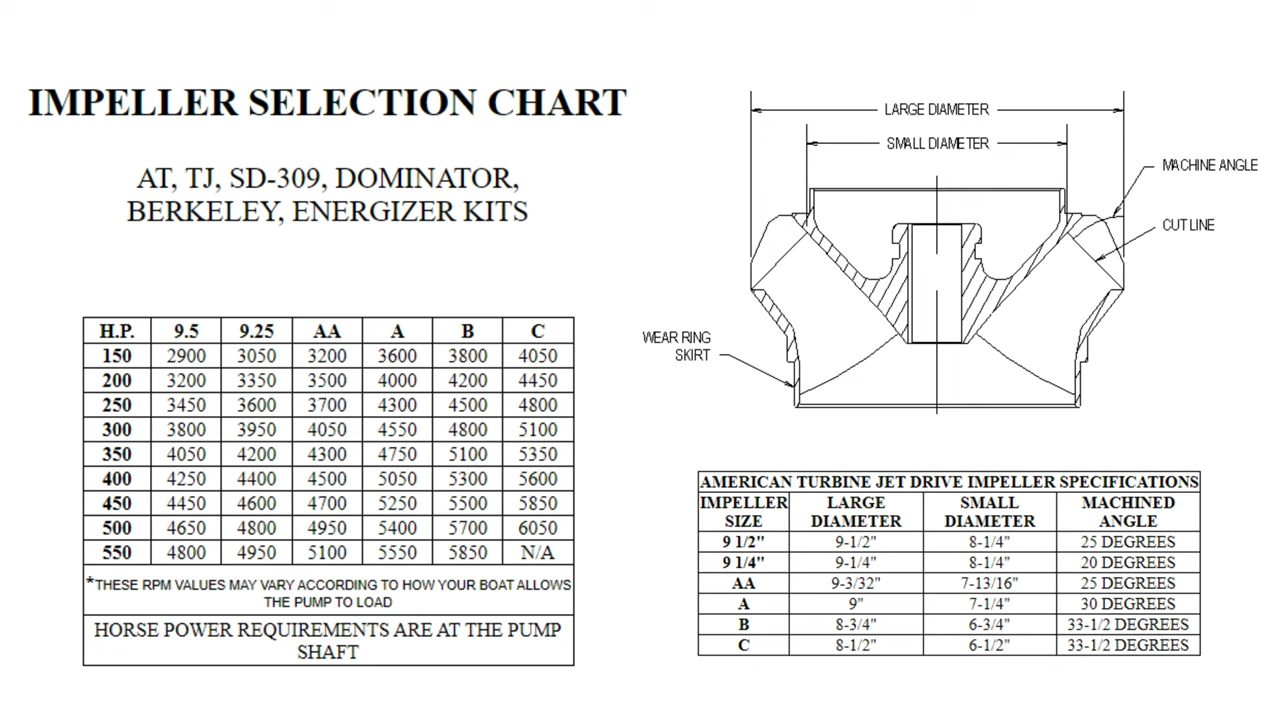 IMPELLER SELECTION CHART
AT, TJ, SD-309, DOMINATOR,
BERKELEY, ENERGIZER KITS
H.P. 9.5 9.25 AA A B C
150 2900 3050 3200 3600 3800 4050
200 3200 3350 3500 4000 4200 4450
250 3450 3600 3700 4300 4500 4800
300 3800 3950 4050 4550 4800 5100
350 4050 4200 4300 4750 5100 5350
400 4250 4400 4500 5050 5300 5600
450 4450 4600 4700 5250 5500 5850
500 4650 4800 4950 5400 5700 6050
550 4800 4950 5100 5550 5850 N/A
*THESE RPM VALUES MAY VARY ACCORDING TO HOW YOUR BOAT ALLOWS
THE PUMP TO LOAD
HORSE POWER REQUIREMENTS ARE AT THE PUMP
SHAFT
LARGE DIAMETER
SMALL DIAMETER
MACHINE ANGLE
CUT LINE
WEAR RING
SKIRT
AMERICAN TURBINE JET DRIVE IMPELLER SPECIFICATIONS
IMPELLER LARGE SMALL MACHINED
SIZE DIAMETER DIAMETER ANGLE
9 1/2" 9-1/2" 8-1/4" 25 DEGREES
9 1/4" 9-1/4" 8-1/4" 20 DEGREES
AA 9-3/32" 7-13/16" 25 DEGREES
A 9" 7-1/4" 30 DEGREES
B 8-3/4" 6-3/4" 33-1/2 DEGREES
C 8-1/2" 6-1/2" 33-1/2 DEGREES